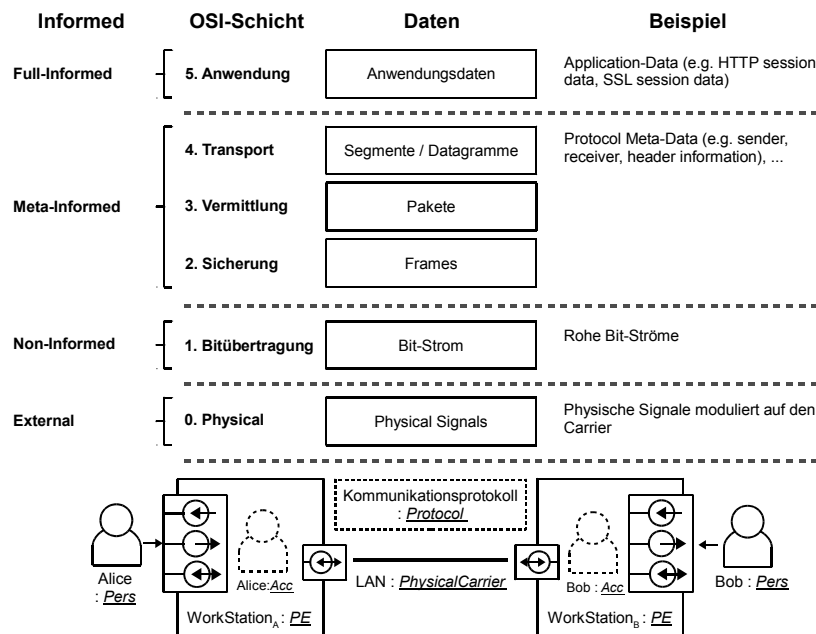 Informed OSI-Schicht Daten Beispiel
Full-Informed
5. Anwendung
Anwendungsdaten
Application-Data (e.g. HTTP session
data, SSL session data)
Meta-Informed
4. Transport
Segmente / Datagramme
Protocol Meta-Data (e.g. sender,
receiver, header information), ...
3. Vermittlung
Pakete
2. Sicherung
Frames
Non-Informed
1. Bitübertragung
Bit-Strom
Rohe Bit-Ströme
External
0. Physical
Physical Signals
Physische Signale moduliert auf den
Carrier
Kommunikationsprotokoll
: Protocol
Alice
: Pers
Alice:Acc
WorkStationA : PE
LAN : PhysicalCarrier
Bob : Acc
WorkStationB : PE
Bob : Pers